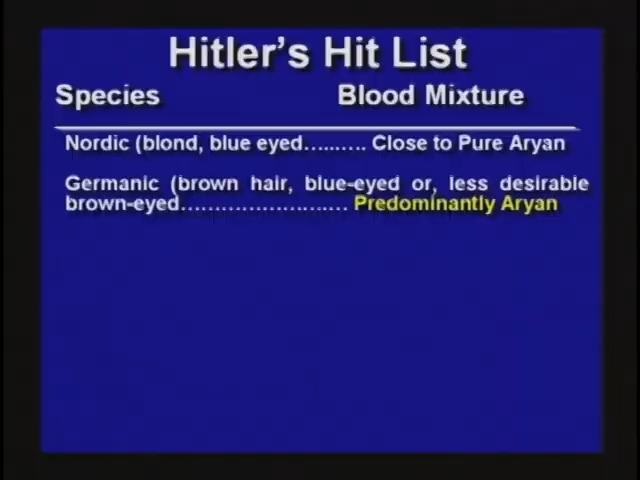 Hitler's Hit List
Species Blood Mixture
Nordic (blond, blue eyed…..…. Close to Pure Aryan
Germanic (brown hair, blue-eyed or, less desirable
brown-eyed………………….… Predominantly Aryan